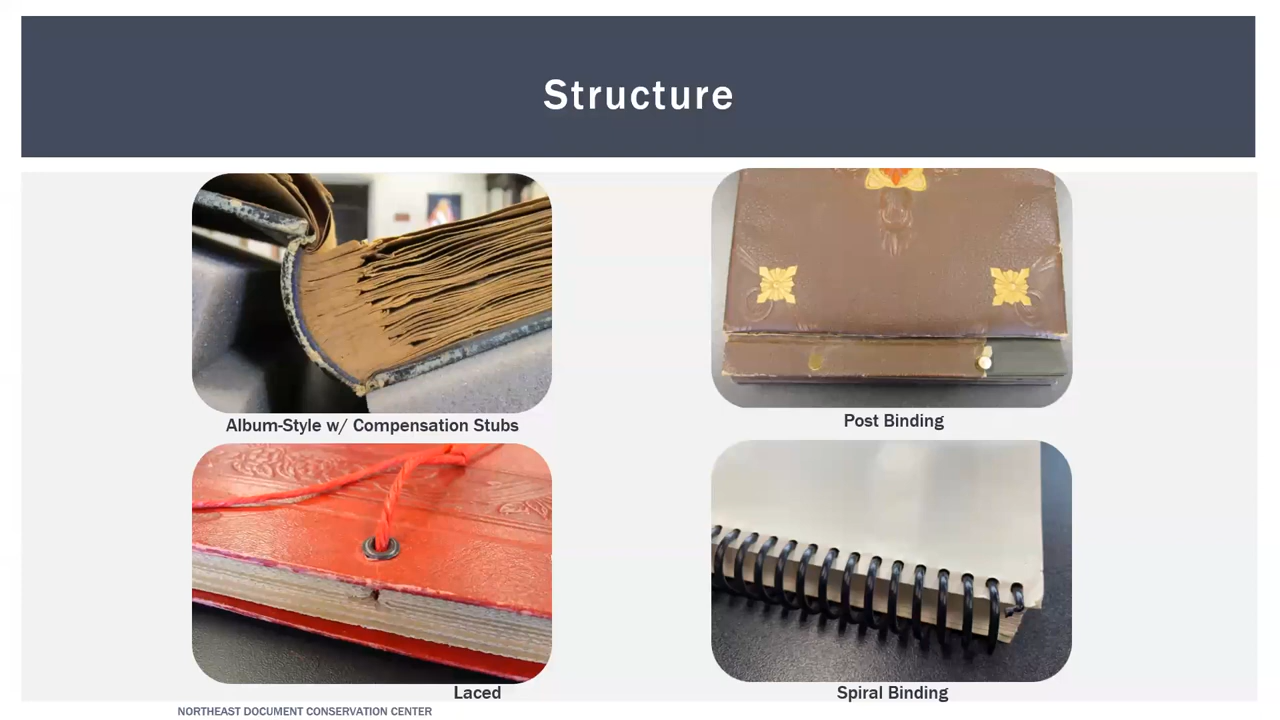 Structure
Album-Style w/ Compensation Stubs
Post Binding
Laced
Spiral Binding
NORTHEAST DOCUMENT CONSERVATION CENTER